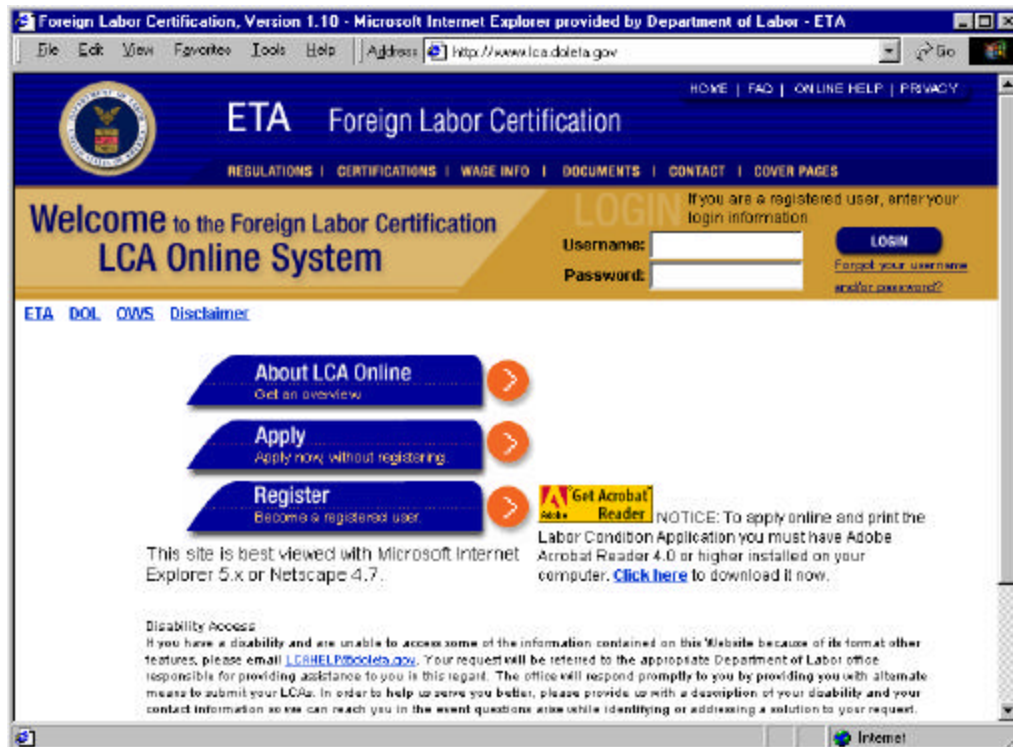 Foreign Labor Certification, Version 1.10 - Microsoft Internet Explorer provided by Department of Labor - ETA
File Edit View Favorites Tools Help Address http://www.lca.doleta.gov Go
HOME | FAQ | ONLINE HELP | PRIVACY
ETA Foreign Labor Certification
REGULATIONS | CERTIFICATIONS | WAGE INFO | DOCUMENTS | CONTACT | COVER PAGES
Welcome to the Foreign Labor Certification
LCA Online System
LOGIN
If you are a registered user, enter your
login information
Username:
Password:
LOGIN
Forgot your username
and/or password?
ETA DOL OWS Disclaimer
About LCA Online
Get an overview
Apply
Apply now, without registering.
Register
Become a registered user.
This site is best viewed with Microsoft Internet
Explorer 5.x or Netscape 4.7.
Get Acrobat
Adobe Reader
NOTICE: To apply online and print the
Labor Condition Application you must have Adobe
Acrobat Reader 4.0 or higher installed on your
computer. Click here to download it now.
Disability Access
If you have a disability and are unable to access some of the information contained on this Website because of its format other
features, please email LCAHELP@doleta.gov. Your request will be referred to the appropriate Department of Labor office
responsible for providing assistance to you in this regard. The office will respond promptly to you by providing you with alternate
means to submit your LCAs. In order to help us serve you better, please provide us with a description of your disability and your
contact information so we can reach you in the event questions arise while identifying or addressing a solution to your request.
Internet